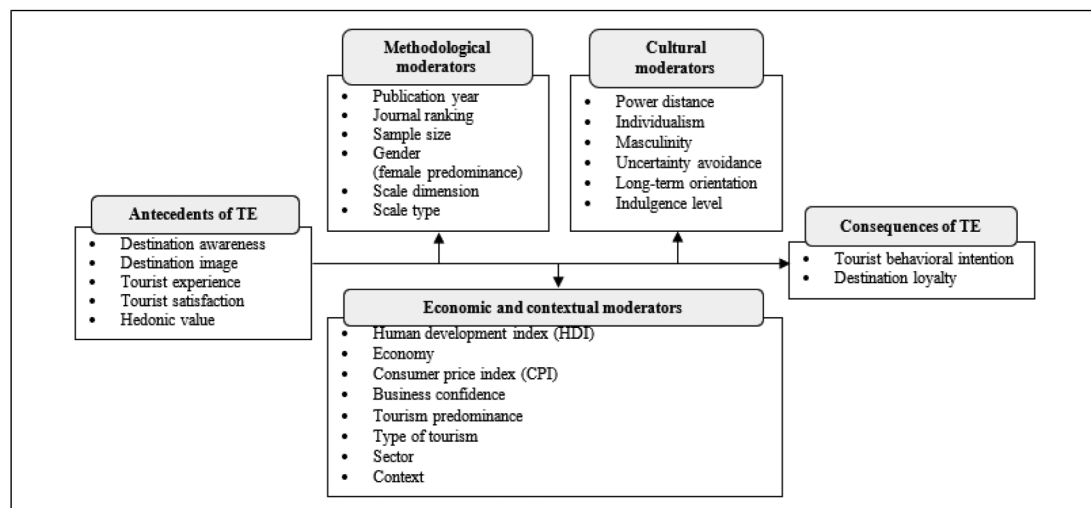 Methodological
moderators
Publication year
Journal ranking
Sample size
Gender
(female predominance)
Scale dimension
Scale type
Cultural
moderators
Power distance
Individualism
Masculinity
Uncertainty avoidance
Long-term orientation
Indulgence level
Antecedents of TE
Destination awareness
Destination image
Tourist experience
Tourist satisfaction
Hedonic value
Consequences of TE
Tourist behavioral intention
Destination loyalty
Economic and contextual moderators
Human development index (HDI)
Economy
Consumer price index (CPI)
Business confidence
Tourism predominance
Type of tourism
Sector
Context